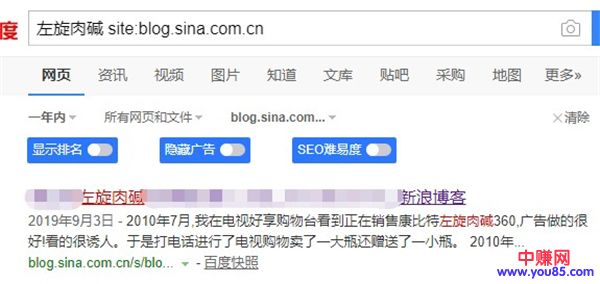 度 左旋肉碱 site:blog.sina.com.cn
网页 资讯 视频 图片 知道 文库 贴吧 采购 地图 更多»
一年内 所有网页和文件 blog.sina.com... ×清除
显示排名 隐藏广告 SEO难易度
左旋肉碱 新浪博客
2019年9月3日 - 2010年7月,我在电视好享购物台看到正在销售康比特左旋肉碱360,广告做的很
好!看的很诱人。于是打电话进行了电视购物卖了一大瓶还赠送了一小瓶。 2010年...
blog.sina.com.cn/s/blo... - 百度快照
中赚网
www.you85.com